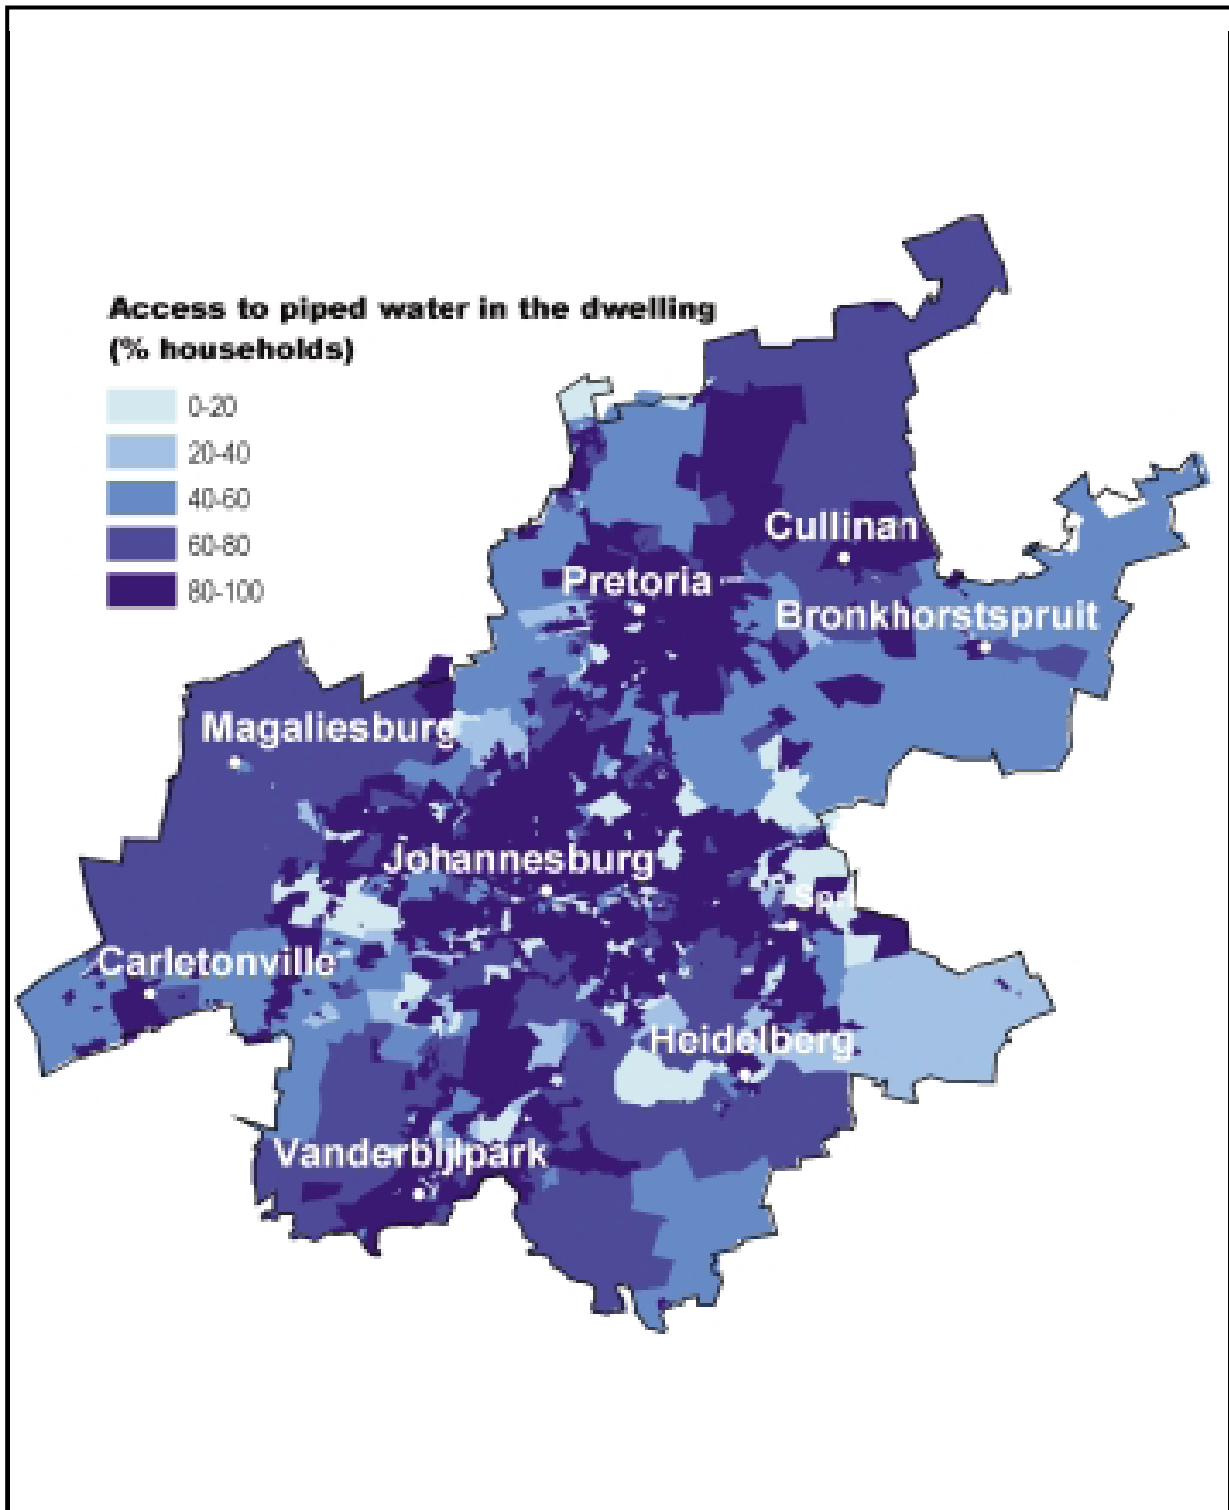 Access to piped water in the dwelling
(% households)
0-20
20-40
40-60
60-80
80-100
Cullinan
Pretoria
Bronkhorstspruit
Magaliesburg
Johannesburg
Carletonville
Heidelberg
Vanderbijlpark